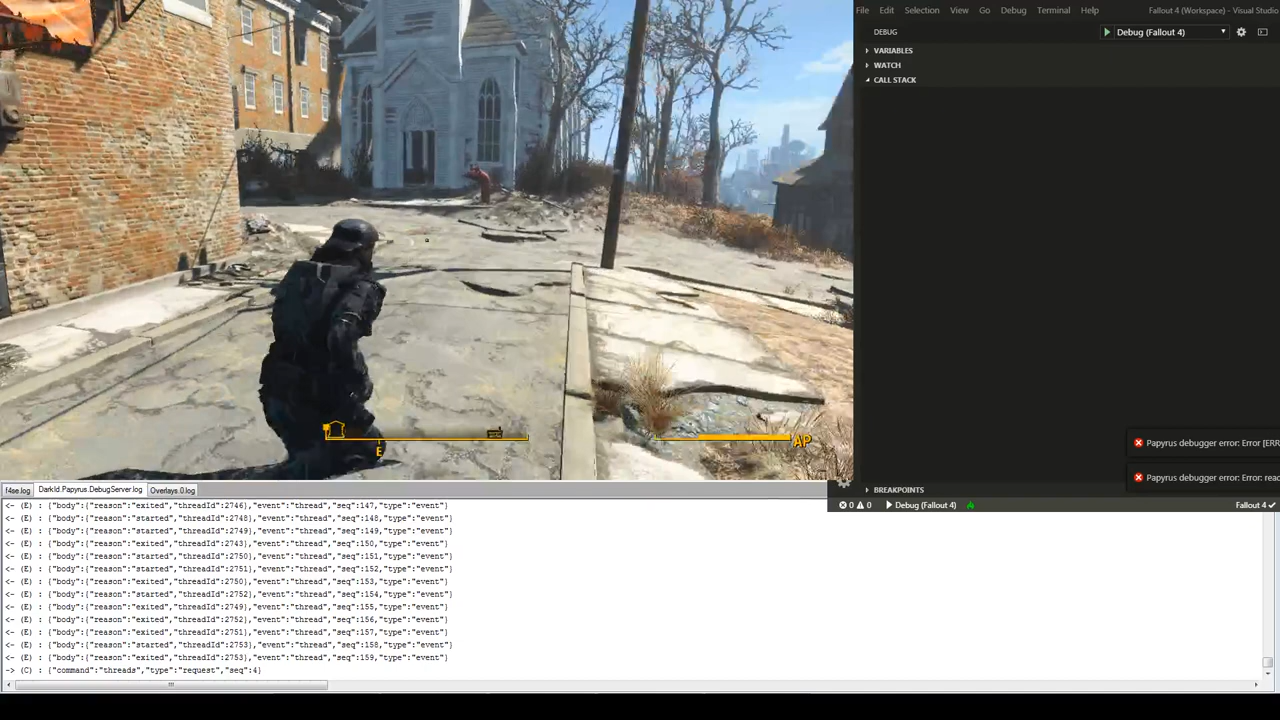 File Edit Selection View Go Debug Terminal Help Fallout 4 (Workspace) - Visual Studio
DEBUG Debug (Fallout 4)
VARIABLES
WATCH
CALL STACK
Papyrus debugger error: Error [ERR
Papyrus debugger error: Error: read
AP
E
BREAKPOINTS
0 0 Debug (Fallout 4) Fallout 4
f4se.log DarkId.Papyrus.DebugServer.log Overlays.0.log
<- (E) : {"body":{"reason":"exited","threadId":2746},"event":"thread","seq":147,"type":"event"}
<- (E) : {"body":{"reason":"started","threadId":2748},"event":"thread","seq":148,"type":"event"}
<- (E) : {"body":{"reason":"started","threadId":2749},"event":"thread","seq":149,"type":"event"}
<- (E) : {"body":{"reason":"exited","threadId":2743},"event":"thread","seq":150,"type":"event"}
<- (E) : {"body":{"reason":"started","threadId":2750},"event":"thread","seq":151,"type":"event"}
<- (E) : {"body":{"reason":"started","threadId":2751},"event":"thread","seq":152,"type":"event"}
<- (E) : {"body":{"reason":"exited","threadId":2750},"event":"thread","seq":153,"type":"event"}
<- (E) : {"body":{"reason":"started","threadId":2752},"event":"thread","seq":154,"type":"event"}
<- (E) : {"body":{"reason":"exited","threadId":2749},"event":"thread","seq":155,"type":"event"}
<- (E) : {"body":{"reason":"exited","threadId":2752},"event":"thread","seq":156,"type":"event"}
<- (E) : {"body":{"reason":"exited","threadId":2751},"event":"thread","seq":157,"type":"event"}
<- (E) : {"body":{"reason":"started","threadId":2753},"event":"thread","seq":158,"type":"event"}
<- (E) : {"body":{"reason":"exited","threadId":2753},"event":"thread","seq":159,"type":"event"}
-> (C) : {"command":"threads","type":"request","seq":4}